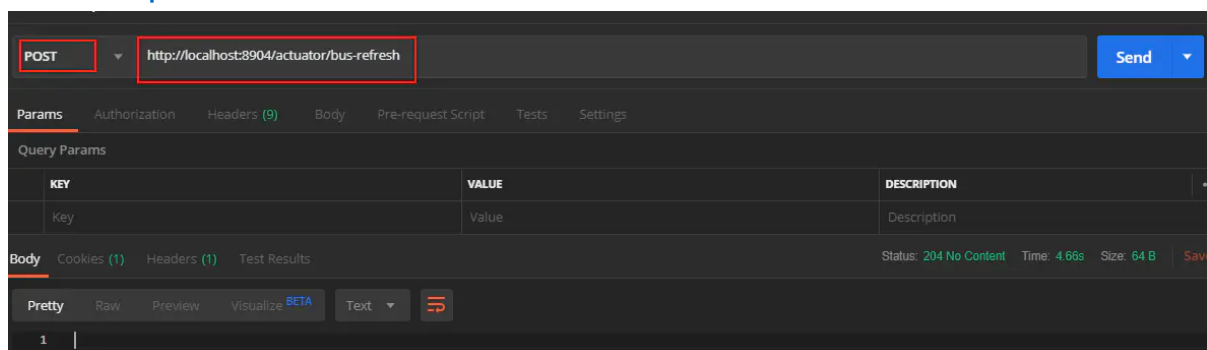 POST http://localhost:8904/actuator/bus-refresh Send
Params Authorization Headers (9) Body Pre-request Script Tests Settings
Query Params
KEY VALUE DESCRIPTION
Key Value Description
Body Cookies (1) Headers (1) Test Results Status: 204 No Content Time: 4.66s Size: 64 B Save
Pretty Raw Preview Visualize BETA Text
1